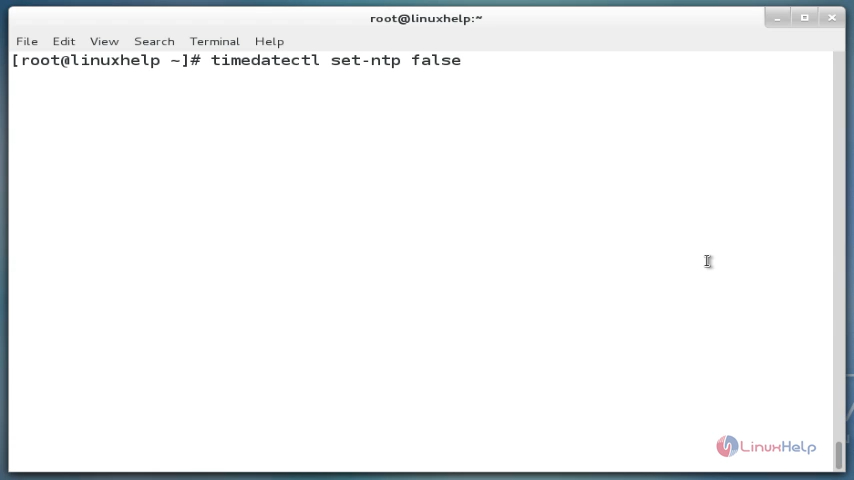 root@linuxhelp:~
File Edit View Search Terminal Help
[root@linuxhelp ~]# timedatectl set-ntp false
LinuxHelp